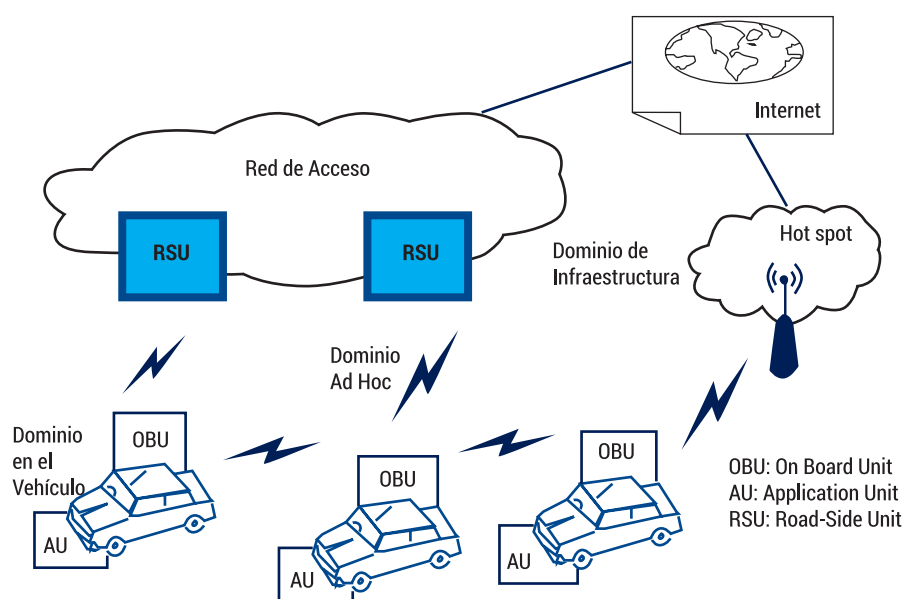 Internet
Red de Acceso
RSU
RSU
Hot spot
Dominio de
Infraestructura
Dominio
Ad Hoc
Dominio
en el
Vehículo
OBU
AU
OBU
AU
OBU
AU
OBU: On Board Unit
AU: Application Unit
RSU: Road-Side Unit